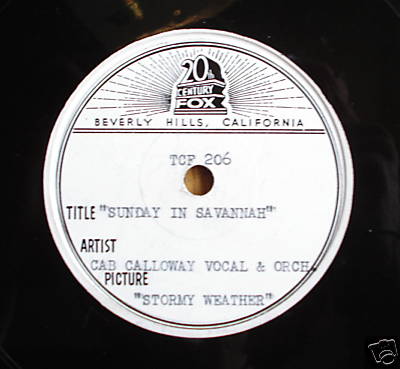 20th
CENTURY
FOX
BEVERLY HILLS, CALIFORNIA
TCF 206
TITLE "SUNDAY IN SAVANNAH"
ARTIST
CAB CALLOWAY VOCAL & ORCH.
PICTURE
"STORMY WEATHER"